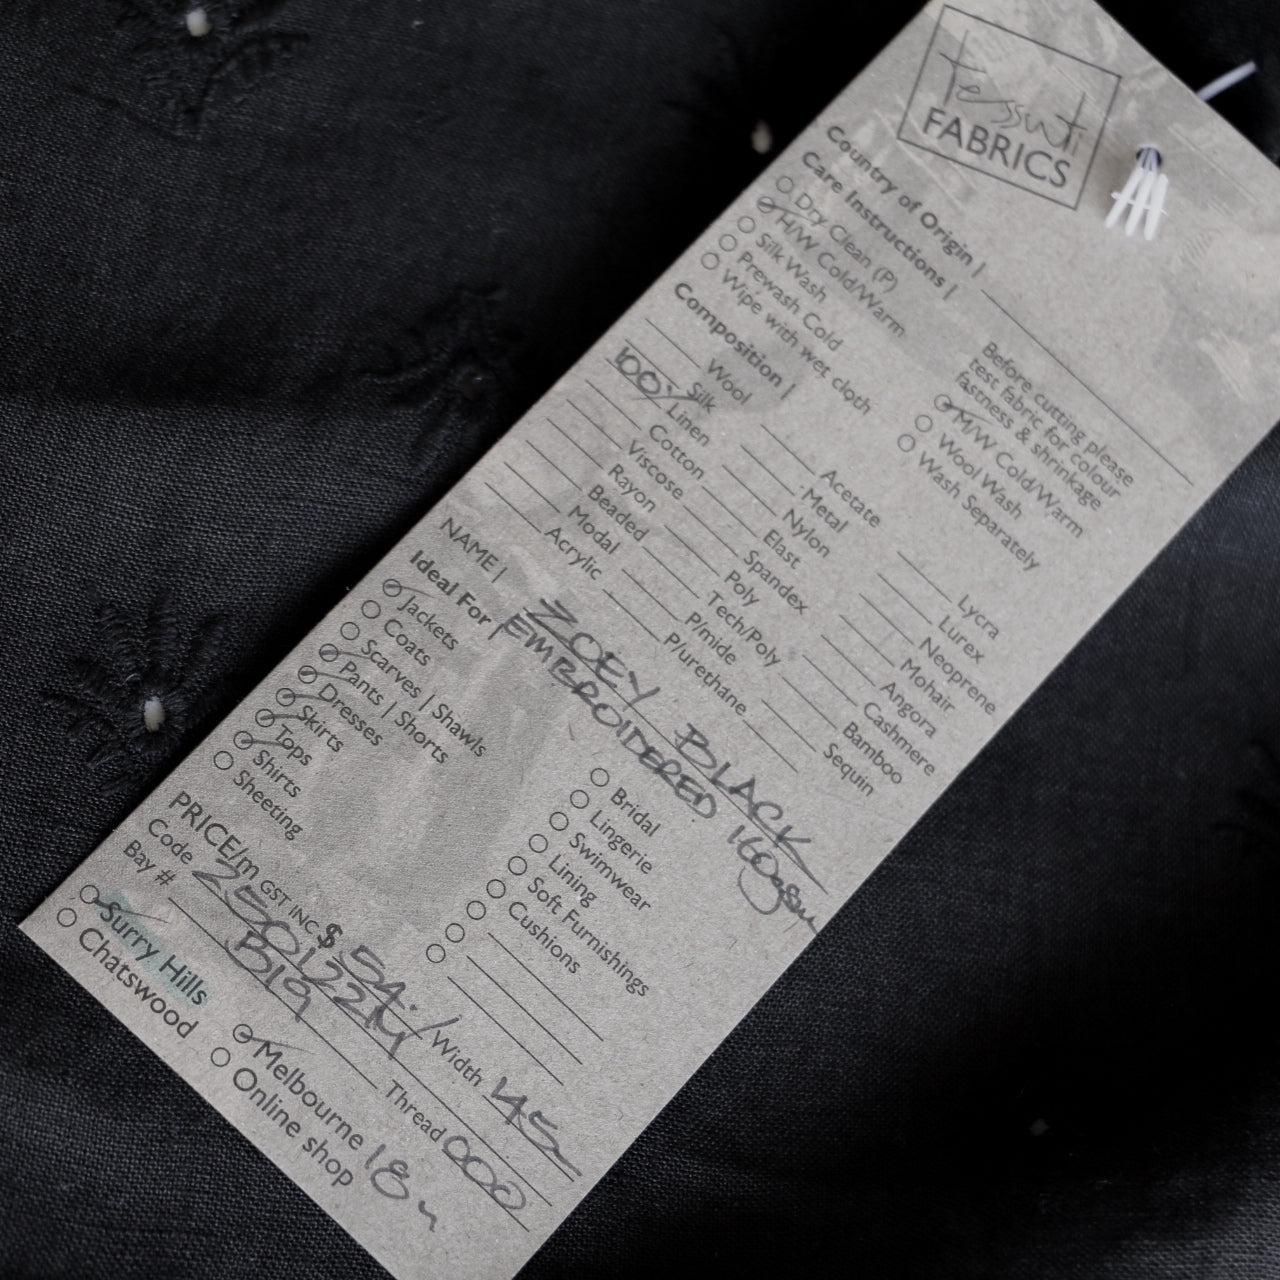 tessuti
FABRICS
Country of Origin |
Care Instructions |
Dry Clean (P)
H/W Cold/Warm
Silk Wash
Prewash Cold
Wipe with wet cloth
Before cutting please
test fabric for colour
fastness & shrinkage
M/W Cold/Warm
Wool Wash
Wash Separately
Composition |
Wool
Silk
100% Linen
Cotton
Viscose
Rayon
Beaded
Modal
Acrylic
Acetate
Metal
Nylon
Elast
Spandex
Poly
Tech/Poly
P/mide
P/urethane
Lycra
Lurex
Neoprene
Mohair
Angora
Cashmere
Bamboo
Sequin
NAME | ZOEY BLACK
EMBROIDERED 160gsm
Ideal For |
Jackets
Coats
Scarves | Shawls
Pants | Shorts
Dresses
Skirts
Tops
Shirts
Sheeting
Bridal
Lingerie
Swimwear
Lining
Soft Furnishings
Cushions
PRICE/m GST INC $ 54. Width 145
Code
Bay # B19 Thread 000
Surry Hills
Chatswood
Melbourne 18
Online shop